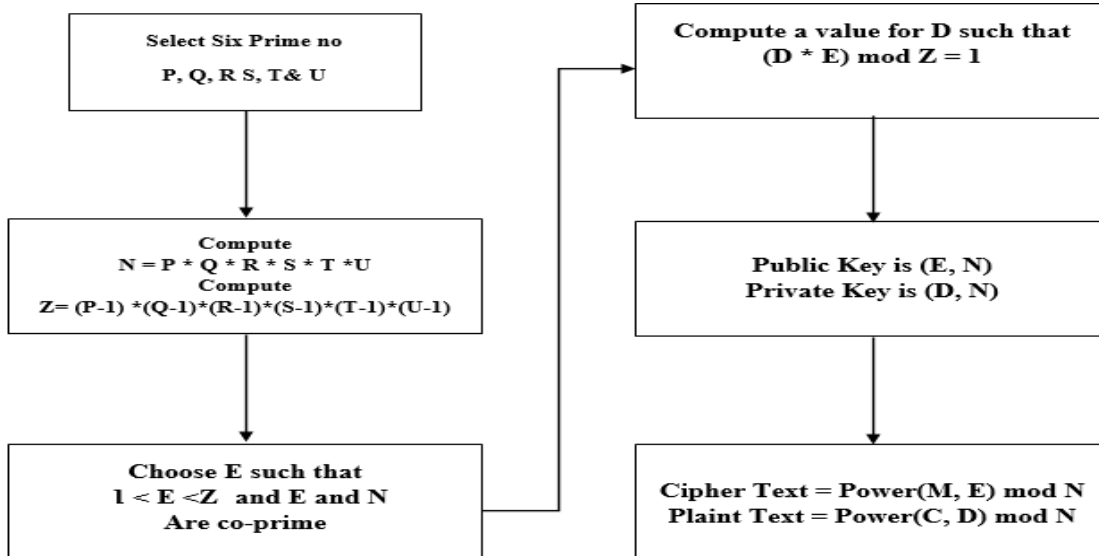 Select Six Prime no
P, Q, R S, T& U
Compute
N = P * Q * R * S * T *U
Compute
Z= (P-1) *(Q-1)*(R-1)*(S-1)*(T-1)*(U-1)
Choose E such that
1 < E <Z and E and N
Are co-prime
Compute a value for D such that
(D * E) mod Z = 1
Public Key is (E, N)
Private Key is (D, N)
Cipher Text = Power(M, E) mod N
Plaint Text = Power(C, D) mod N